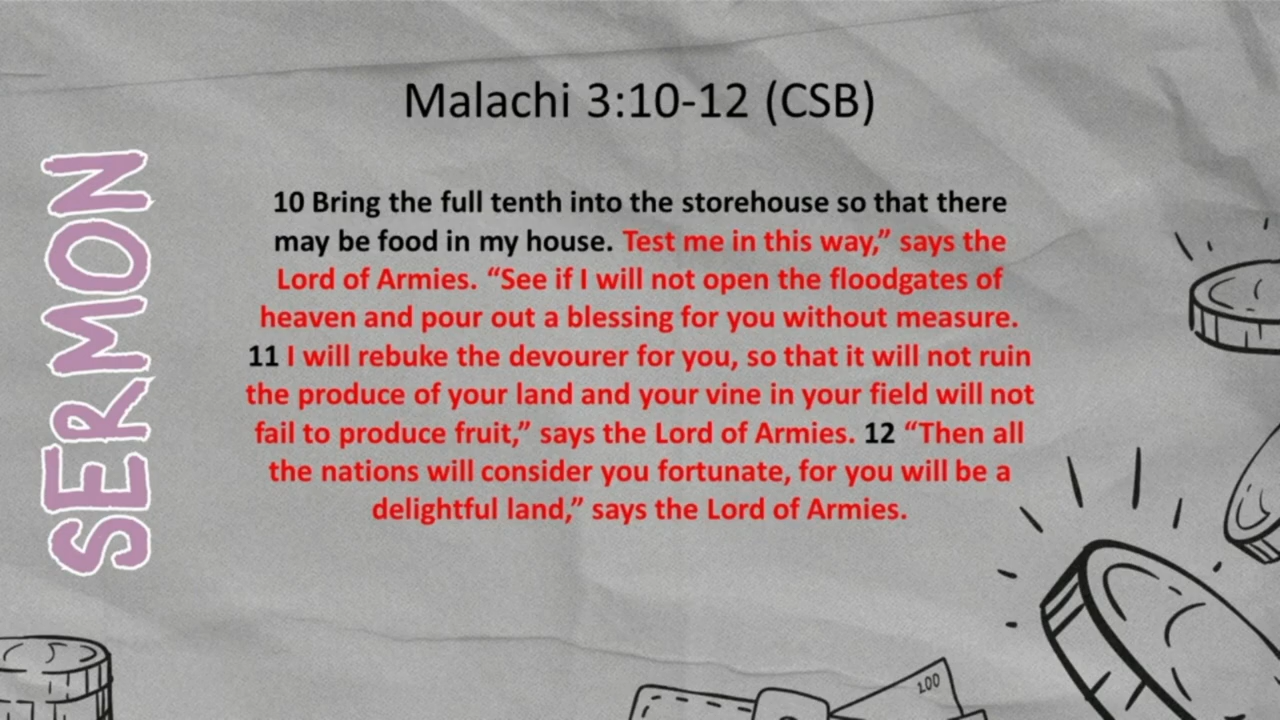 Malachi 3:10-12 (CSB)
SERMON
10 Bring the full tenth into the storehouse so that there
may be food in my house. Test me in this way,” says the
Lord of Armies. “See if I will not open the floodgates of
heaven and pour out a blessing for you without measure.
11 I will rebuke the devourer for you, so that it will not ruin
the produce of your land and your vine in your field will not
fail to produce fruit,” says the Lord of Armies. 12 “Then all
the nations will consider you fortunate, for you will be a
delightful land,” says the Lord of Armies.
100